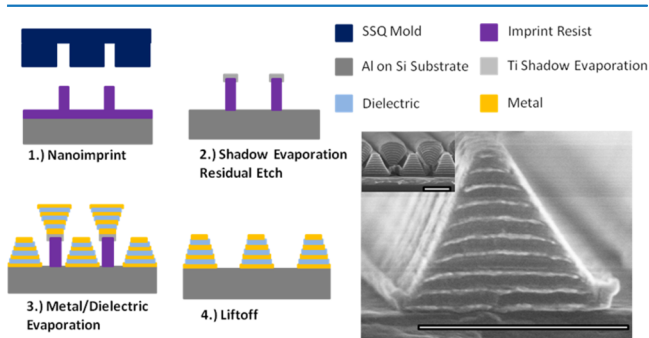 SSQ Mold
Imprint Resist
Al on Si Substrate
Ti Shadow Evaporation
Dielectric
Metal
1.) Nanoimprint
2.) Shadow Evaporation
Residual Etch
3.) Metal/Dielectric
Evaporation
4.) Liftoff